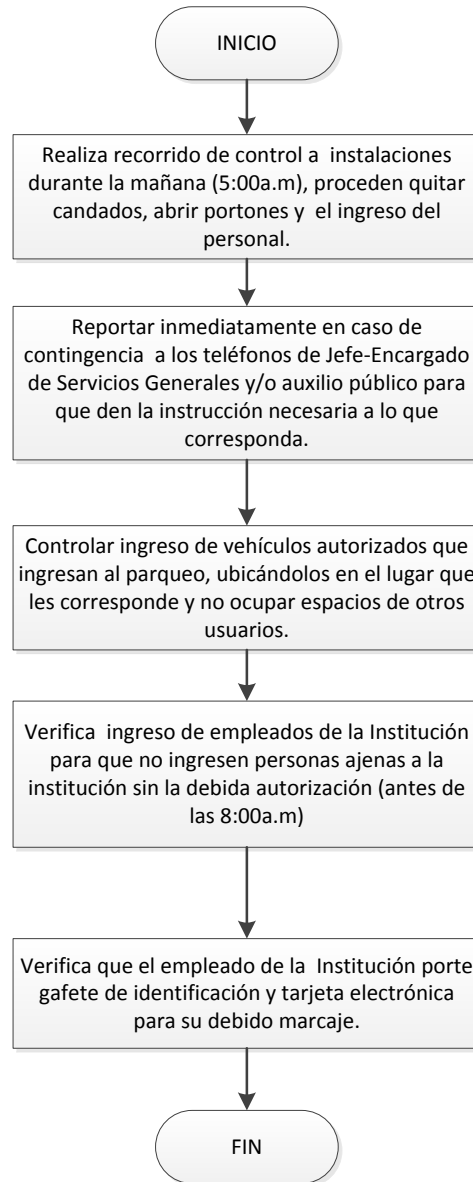 INICIO
Realiza recorrido de control a instalaciones
durante la mañana (5:00a.m), proceden quitar
candados, abrir portones y el ingreso del
personal.
Reportar inmediatamente en caso de
contingencia a los teléfonos de Jefe-Encargado
de Servicios Generales y/o auxilio público para
que den la instrucción necesaria a lo que
corresponda.
Controlar ingreso de vehículos autorizados que
ingresan al parqueo, ubicándolos en el lugar que
les corresponde y no ocupar espacios de otros
usuarios.
Verifica ingreso de empleados de la Institución
para que no ingresen personas ajenas a la
institución sin la debida autorización (antes de
las 8:00a.m)
Verifica que el empleado de la Institución porte
gafete de identificación y tarjeta electrónica
para su debido marcaje.
FIN